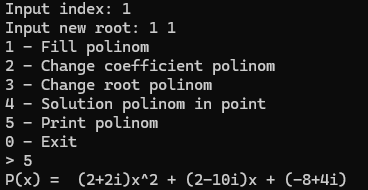 Input index: 1
Input new root: 1 1
1 - Fill polinom
2 - Change coefficient polinom
3 - Change root polinom
4 - Solution polinom in point
5 - Print polinom
0 - Exit
> 5
P(x) =  (2+2i)x^2 + (2-10i)x + (-8+4i)